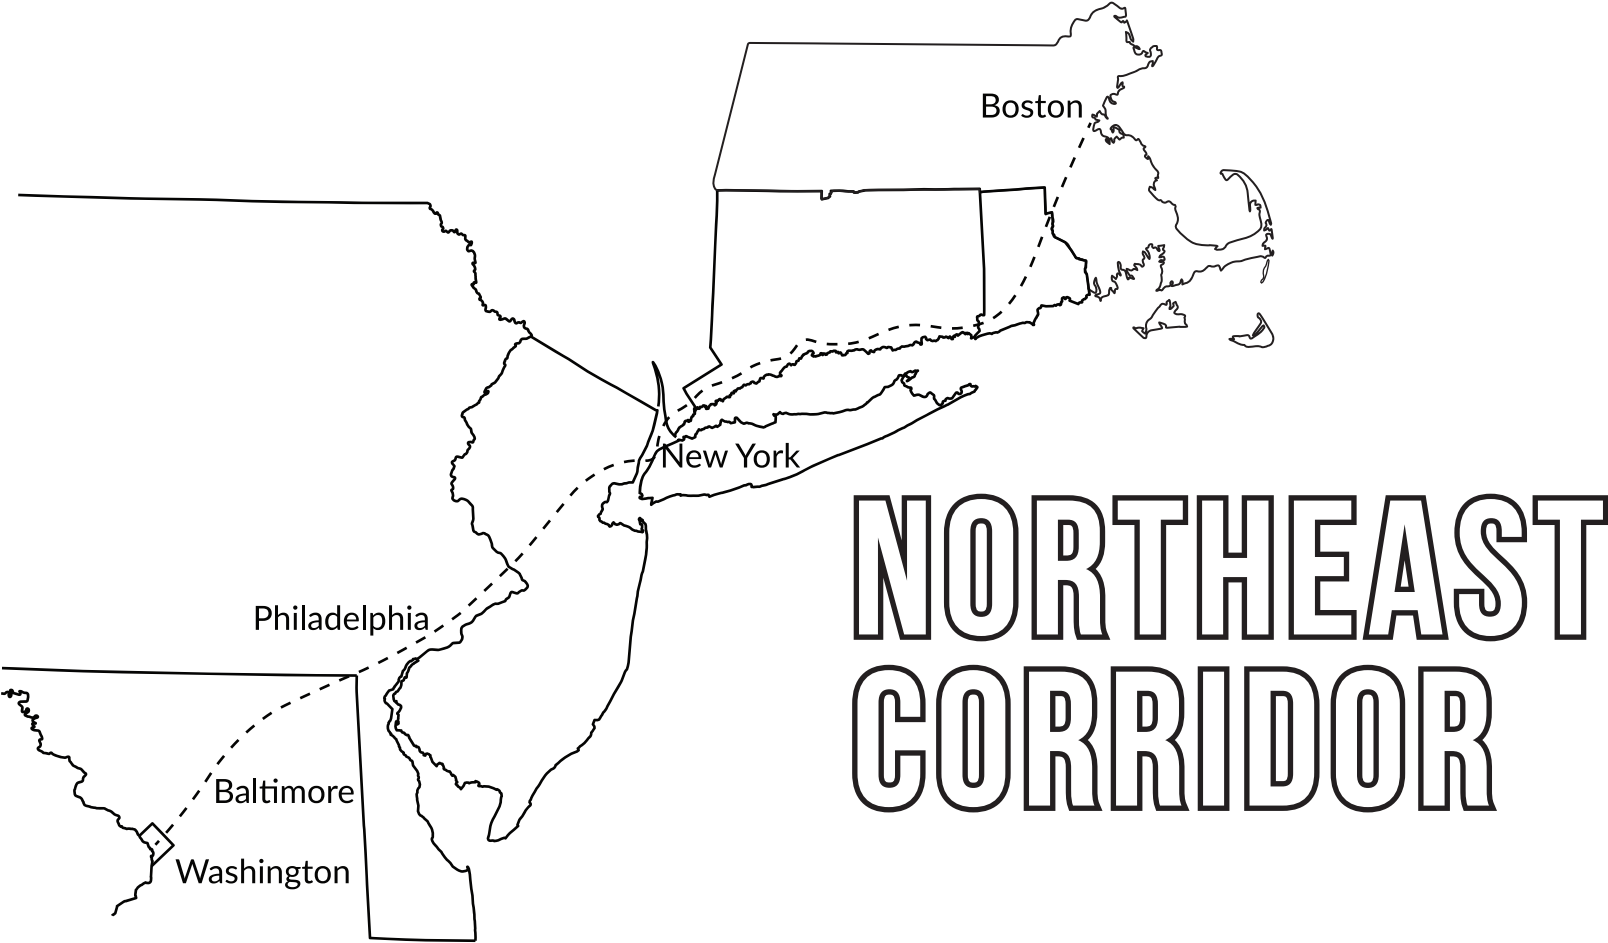 Boston
New York
NORTHEAST
CORRIDOR
Philadelphia
Baltimore
Washington